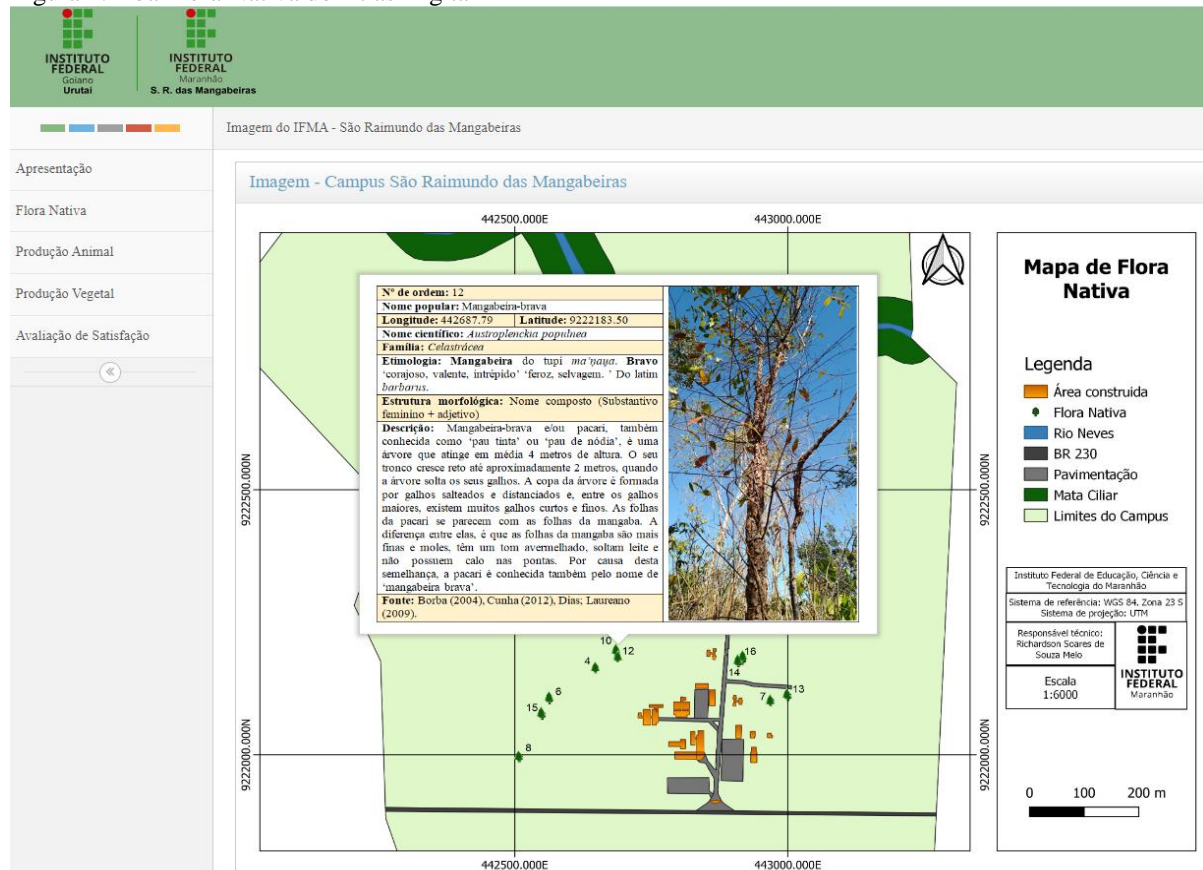 INSTITUTO
FEDERAL
Goiano
Urutaí
INSTITUTO
FEDERAL
Maranhão
S. R. das Mangabeiras
Imagem do IFMA - São Raimundo das Mangabeiras
Apresentação
Flora Nativa
Produção Animal
Produção Vegetal
Avaliação de Satisfação
Imagem - Campus São Raimundo das Mangabeiras
442500.000E
443000.000E
Nº de ordem: 12
Nome popular: Mangabeira-brava
Longitude: 442687.79 Latitude: 9222183.50
Nome científico: Austroplenckia populnea
Família: Celastrácea
Etimologia: Mangabeira do tupi ma'ŋaŋa. Bravo
'corajoso, valente, intrépido' 'feroz, selvagem. ' Do latim
barbarus.
Estrutura morfológica: Nome composto (Substantivo
feminino + adjetivo)
Descrição: Mangabeira-brava e/ou pacari, também
conhecida como 'pau tinta' ou 'pau de nódia', é uma
árvore que atinge em média 4 metros de altura. O seu
tronco cresce reto até aproximadamente 2 metros, quando
a árvore solta os seus galhos. A copa da árvore é formada
por galhos salteados e distanciados e, entre os galhos
maiores, existem muitos galhos curtos e finos. As folhas
da pacari se parecem com as folhas da mangaba. A
diferença entre elas, é que as folhas da mangaba são mais
finas e moles, têm um tom avermelhado, soltam leite e
não possuem calo nas pontas. Por causa desta
semelhança, a pacari é conhecida também pelo nome de
'mangabeira brava'.
Fonte: Borba (2004), Cunha (2012), Dias; Laureano
(2009).
9222500.000N
9222500.000N
10
12
4
6
15
8
16
14
13
7
9222000.000N
9222000.000N
442500.000E
443000.000E
Mapa de Flora
Nativa
Legenda
Área construida
Flora Nativa
Rio Neves
BR 230
Pavimentação
Mata Ciliar
Limites do Campus
Instituto Federal de Educação, Ciência e
Tecnologia do Maranhão
Sistema de referência: WGS 84, Zona 23 S
Sistema de projeção: UTM
Responsável técnico:
Richardson Soares de
Souza Melo
Escala
1:6000
INSTITUTO
FEDERAL
Maranhão
0 100 200 m